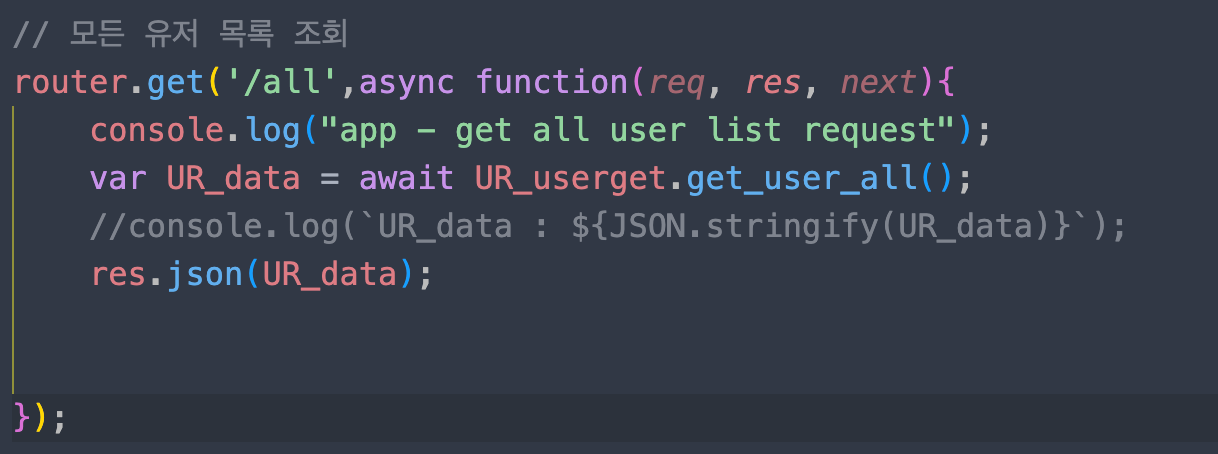 // 모든 유저 목록 조회
router.get('/all',async function(req, res, next){
    console.log("app - get all user list request");
    var UR_data = await UR_userget.get_user_all();
    //console.log(`UR_data : ${JSON.stringify(UR_data)}`);
    res.json(UR_data);
});